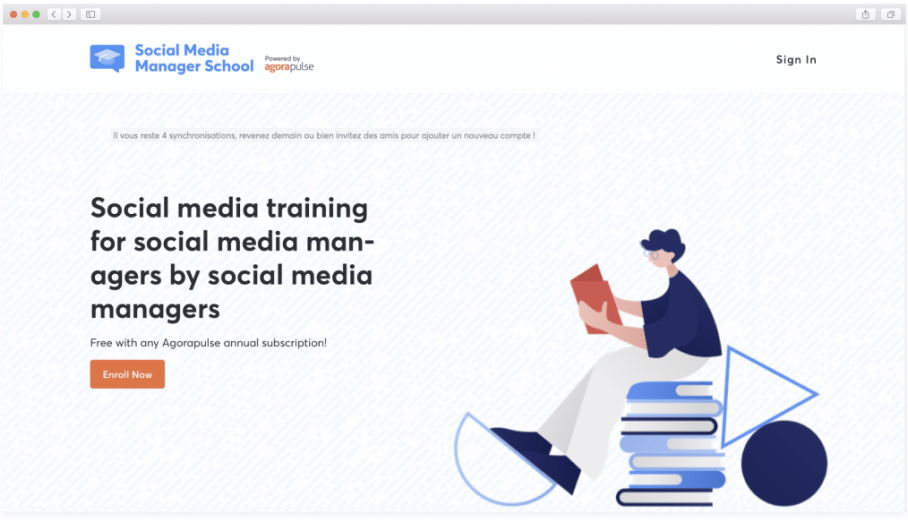 Social Media
Manager School
Powered by
agorapulse
Sign In
Il vous reste 4 synchronisations, revenez demain ou bien invitez des amis pour ajouter un nouveau compte !
Social media training
for social media man-
agers by social media
managers
Free with any Agorapulse annual subscription!
Enroll Now